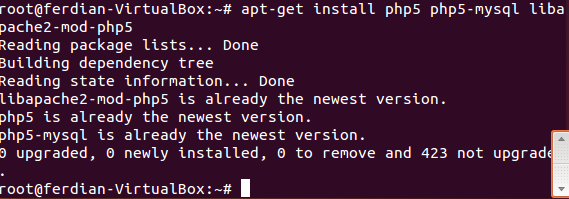 root@ferdian-VirtualBox:~# apt-get install php5 php5-mysql liba
pache2-mod-php5
Reading package lists... Done
Building dependency tree
Reading state information... Done
libapache2-mod-php5 is already the newest version.
php5 is already the newest version.
php5-mysql is already the newest version.
0 upgraded, 0 newly installed, 0 to remove and 423 not upgrade
.
root@ferdian-VirtualBox:~#